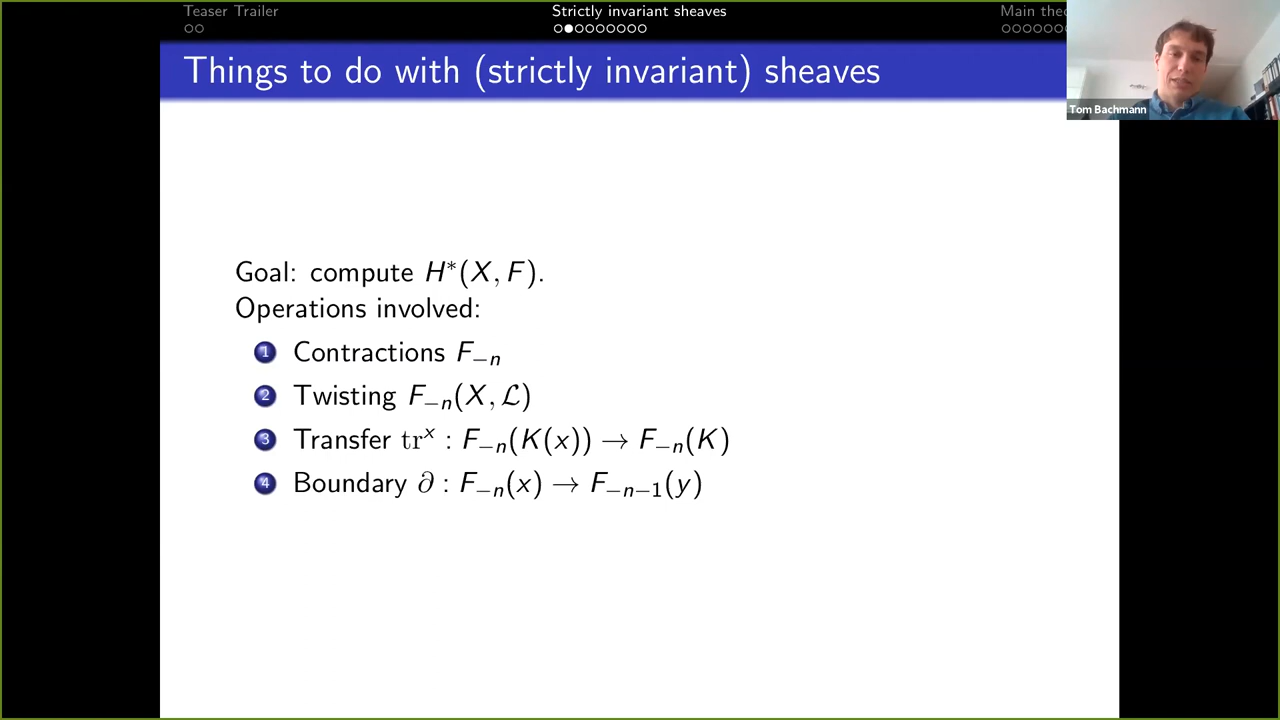 Teaser Trailer
Strictly invariant sheaves
Main theo
Things to do with (strictly invariant) sheaves
Tom Bachmann
Goal: compute H*(X, F).
Operations involved:
1 Contractions F₋ₙ
2 Twisting F₋ₙ(X, ℒ)
3 Transfer trˣ : F₋ₙ(K(x)) → F₋ₙ(K)
4 Boundary ∂ : F₋ₙ(x) → F₋ₙ₋₁(y)